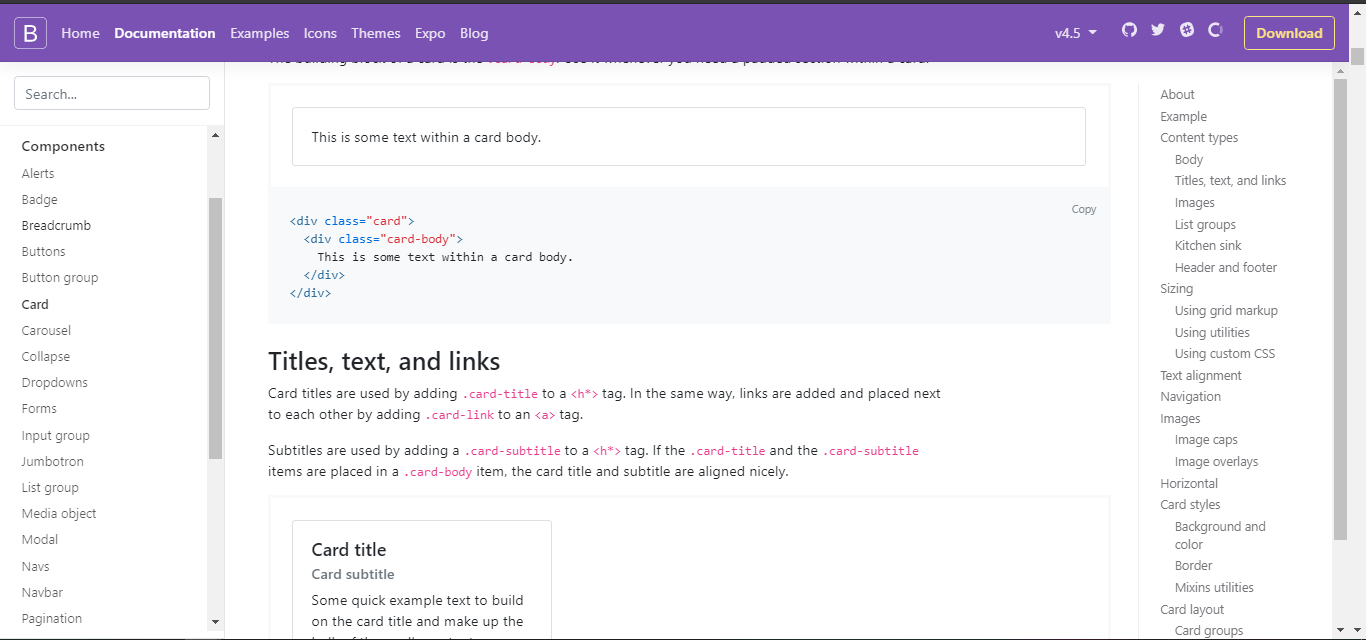 B Home Documentation Examples Icons Themes Expo Blog v4.5 Download
Search...
Components
Alerts
Badge
Breadcrumb
Buttons
Button group
Card
Carousel
Collapse
Dropdowns
Forms
Input group
Jumbotron
List group
Media object
Modal
Navs
Navbar
Pagination
This is some text within a card body.
Copy
<div class="card">
<div class="card-body">
This is some text within a card body.
</div>
</div>
Titles, text, and links
Card titles are used by adding .card-title to a <h*> tag. In the same way, links are added and placed next
to each other by adding .card-link to an <a> tag.
Subtitles are used by adding a .card-subtitle to a <h*> tag. If the .card-title and the .card-subtitle
items are placed in a .card-body item, the card title and subtitle are aligned nicely.
Card title
Card subtitle
Some quick example text to build
on the card title and make up the
About
Example
Content types
Body
Titles, text, and links
Images
List groups
Kitchen sink
Header and footer
Sizing
Using grid markup
Using utilities
Using custom CSS
Text alignment
Navigation
Images
Image caps
Image overlays
Horizontal
Card styles
Background and
color
Border
Mixins utilities
Card layout
Card groups